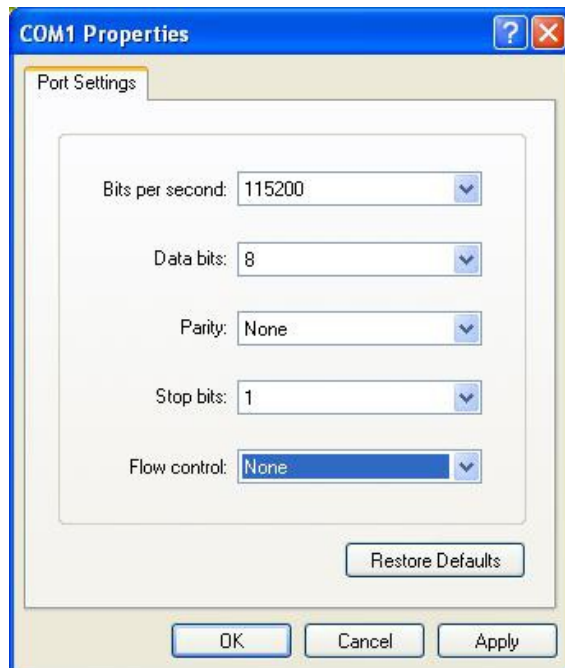 COM1 Properties
Port Settings
Bits per second: 115200
Data bits: 8
Parity: None
Stop bits: 1
Flow control: None
Restore Defaults
OK Cancel Apply